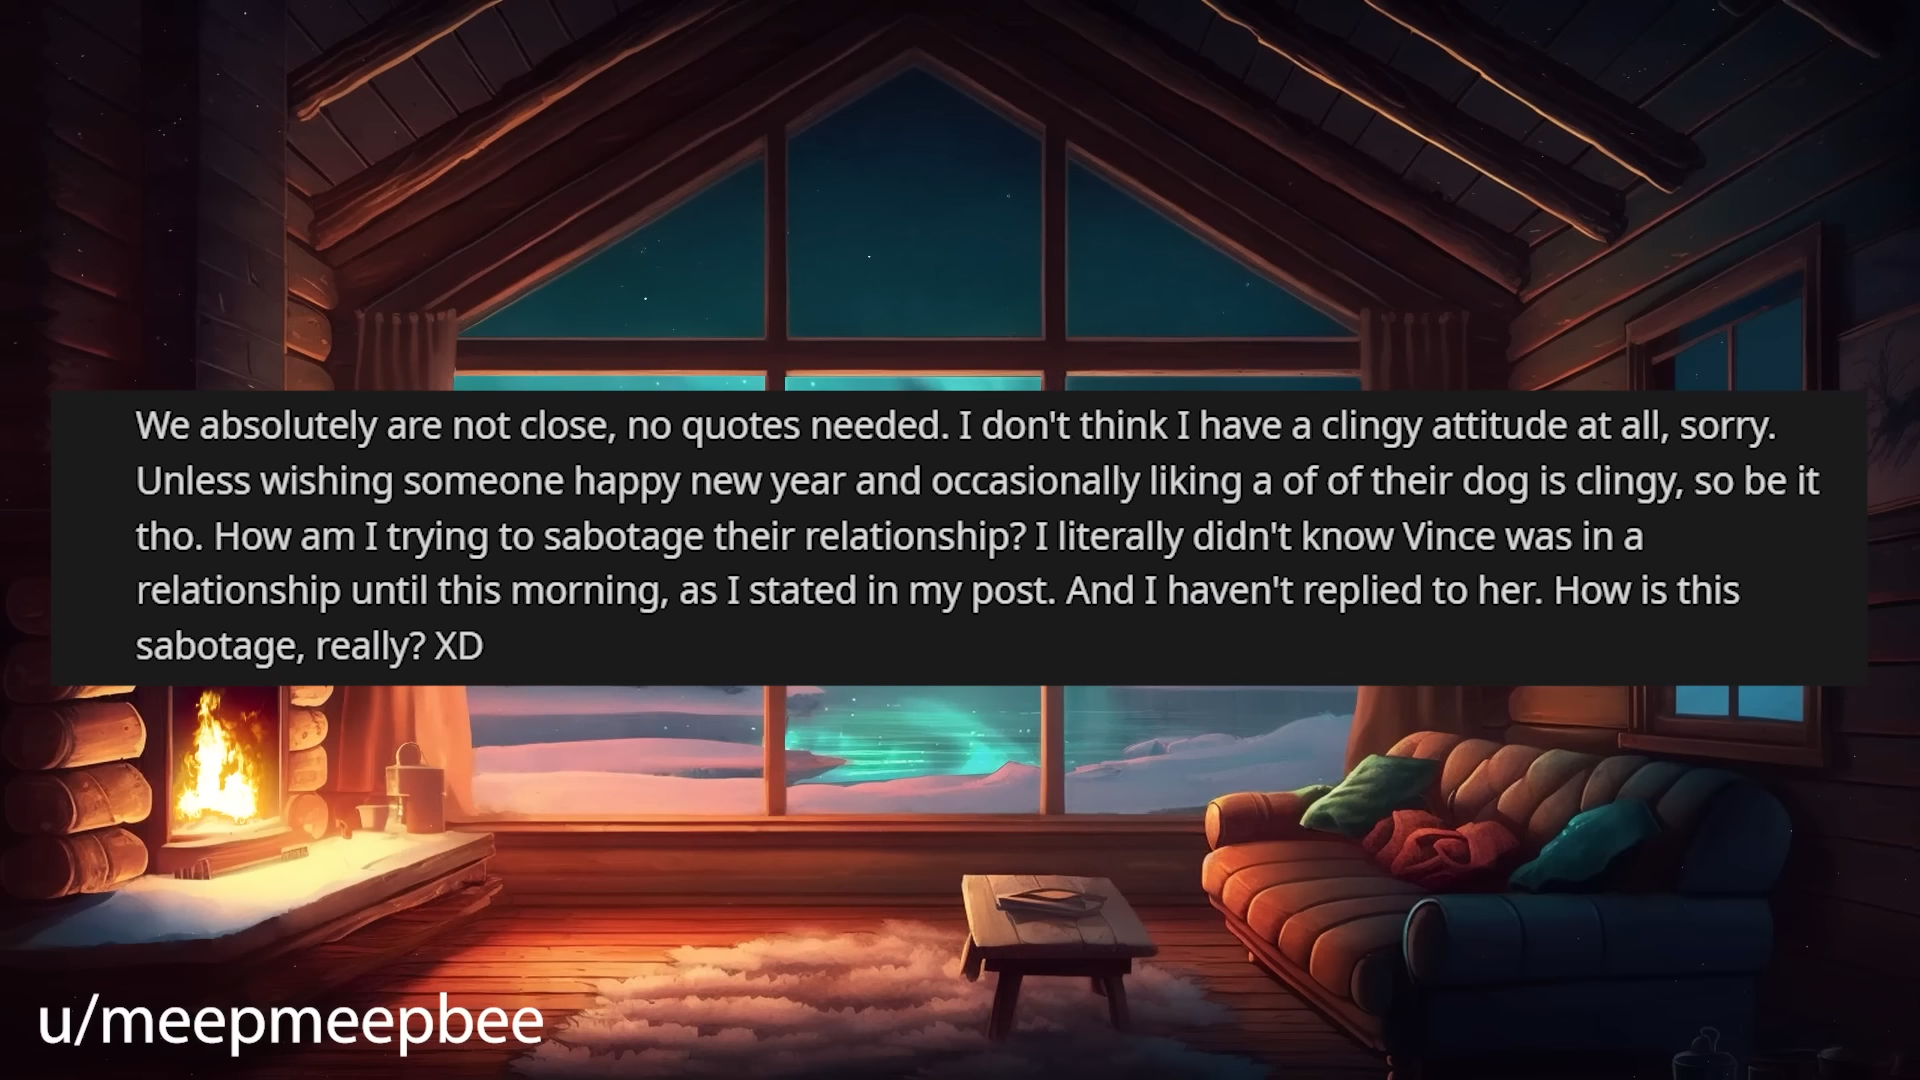 We absolutely are not close, no quotes needed. I don't think I have a clingy attitude at all, sorry.
Unless wishing someone happy new year and occasionally liking a of of their dog is clingy, so be it
tho. How am I trying to sabotage their relationship? I literally didn't know Vince was in a
relationship until this morning, as I stated in my post. And I haven't replied to her. How is this
sabotage, really? XD
u/meepmeepbee